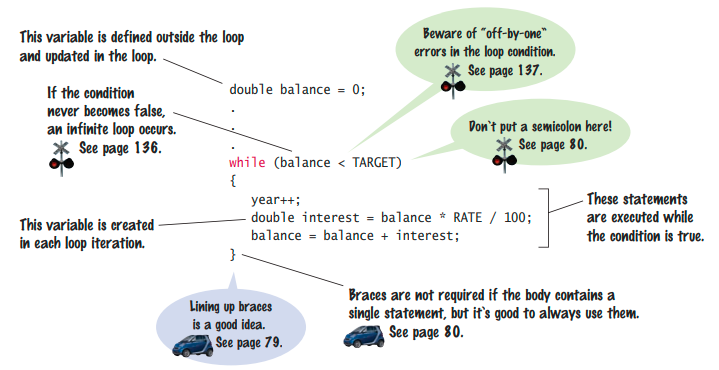 This variable is defined outside the loop
and updated in the loop.
Beware of "off-by-one"
errors in the loop condition.
See page 137.
If the condition
never becomes false,
an infinite loop occurs.
See page 136.
double balance = 0;
.
.
.
Don't put a semicolon here!
See page 80.
while (balance < TARGET)
{
year++;
double interest = balance * RATE / 100;
balance = balance + interest;
}
This variable is created
in each loop iteration.
These statements
are executed while
the condition is true.
Lining up braces
is a good idea.
See page 79.
Braces are not required if the body contains a
single statement, but it's good to always use them.
See page 80.